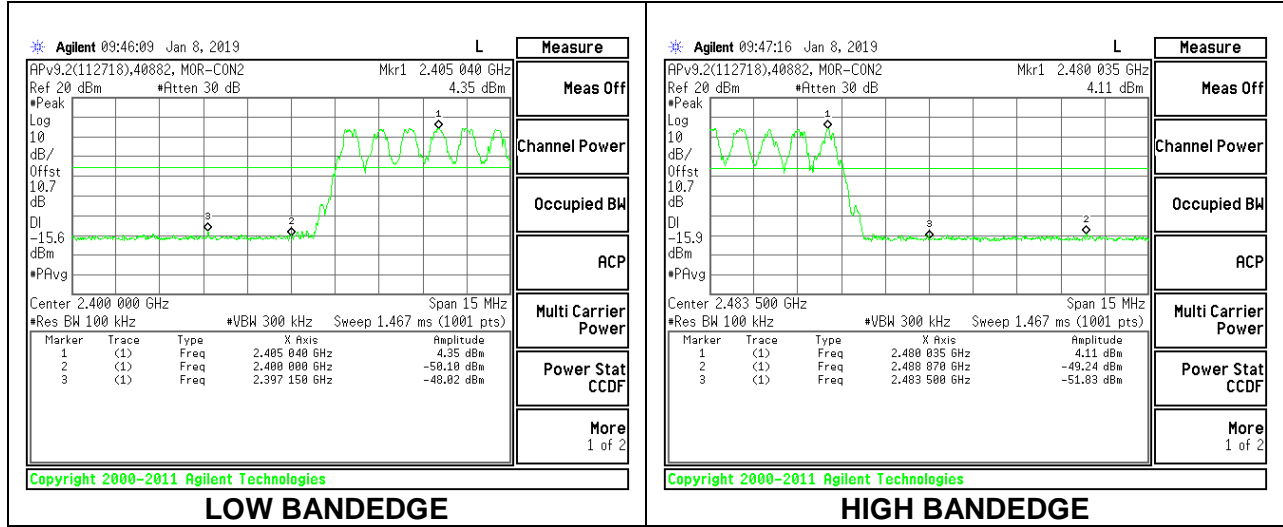 Agilent 09:46:09 Jan 8, 2019 L
Measure
APv9.2(112718),40882, MOR-CON2 Mkr1 2.405 040 GHz
Ref 20 dBm #Atten 30 dB 4.35 dBm
#Peak
Log
10
dB/
Offst
10.7
dB
DI
-15.6
dBm
#PAvg
1
3
2
Center 2.400 000 GHz Span 15 MHz
#Res BW 100 kHz #VBW 300 kHz Sweep 1.467 ms (1001 pts)
Marker Trace Type X Axis Amplitude
1 (1) Freq 2.405 040 GHz 4.35 dBm
2 (1) Freq 2.400 000 GHz -50.10 dBm
3 (1) Freq 2.397 150 GHz -48.02 dBm
Meas Off
Channel Power
Occupied BW
ACP
Multi Carrier
Power
Power Stat
CCDF
More
1 of 2
Copyright 2000-2011 Agilent Technologies
LOW BANDEDGE
Agilent 09:47:16 Jan 8, 2019 L
Measure
APv9.2(112718),40882, MOR-CON2 Mkr1 2.480 035 GHz
Ref 20 dBm #Atten 30 dB 4.11 dBm
#Peak
Log
10
dB/
Offst
10.7
dB
DI
-15.9
dBm
#PAvg
1
3
2
Center 2.483 500 GHz Span 15 MHz
#Res BW 100 kHz #VBW 300 kHz Sweep 1.467 ms (1001 pts)
Marker Trace Type X Axis Amplitude
1 (1) Freq 2.480 035 GHz 4.11 dBm
2 (1) Freq 2.488 870 GHz -49.24 dBm
3 (1) Freq 2.483 500 GHz -51.83 dBm
Meas Off
Channel Power
Occupied BW
ACP
Multi Carrier
Power
Power Stat
CCDF
More
1 of 2
Copyright 2000-2011 Agilent Technologies
HIGH BANDEDGE